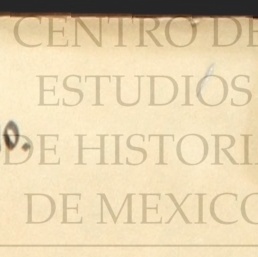 CENTRO DE
ESTUDIOS
o.
DE HISTORI
DE MEXICO